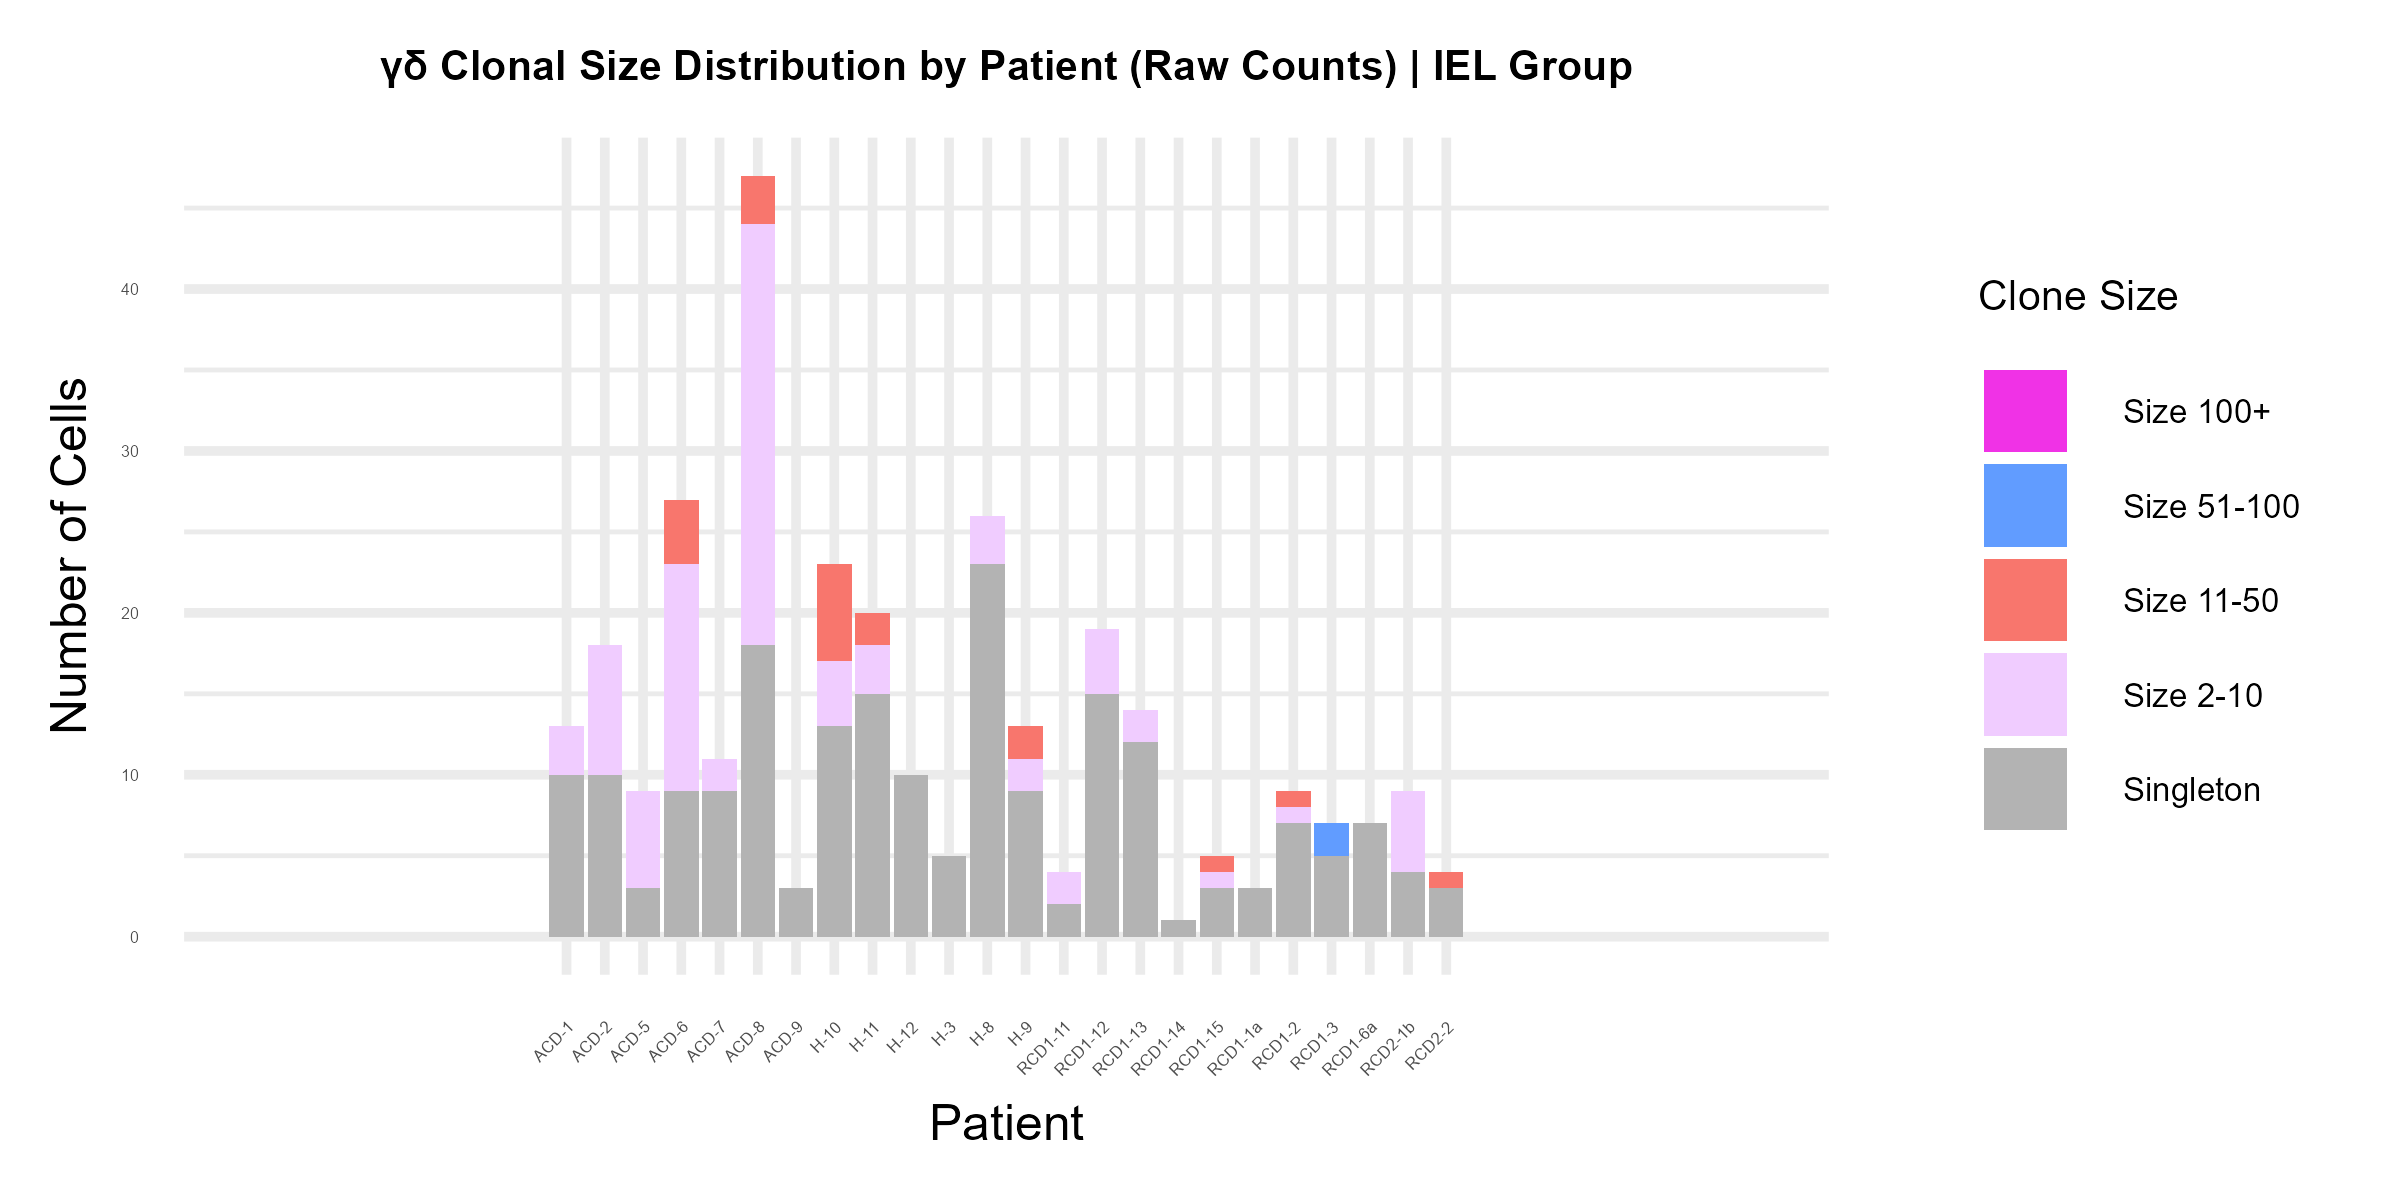 γδ Clonal Size Distribution by Patient (Raw Counts) | IEL Group
Number of Cells
40
30
20
10
0
ACD-1
ACD-2
ACD-5
ACD-6
ACD-7
ACD-8
ACD-9
H-10
H-11
H-12
H-3
H-8
H-9
RCD1-11
RCD1-12
RCD1-13
RCD1-14
RCD1-15
RCD1-1a
RCD1-2
RCD1-3
RCD1-6a
RCD2-1b
RCD2-2
Patient
Clone Size
Size 100+
Size 51-100
Size 11-50
Size 2-10
Singleton